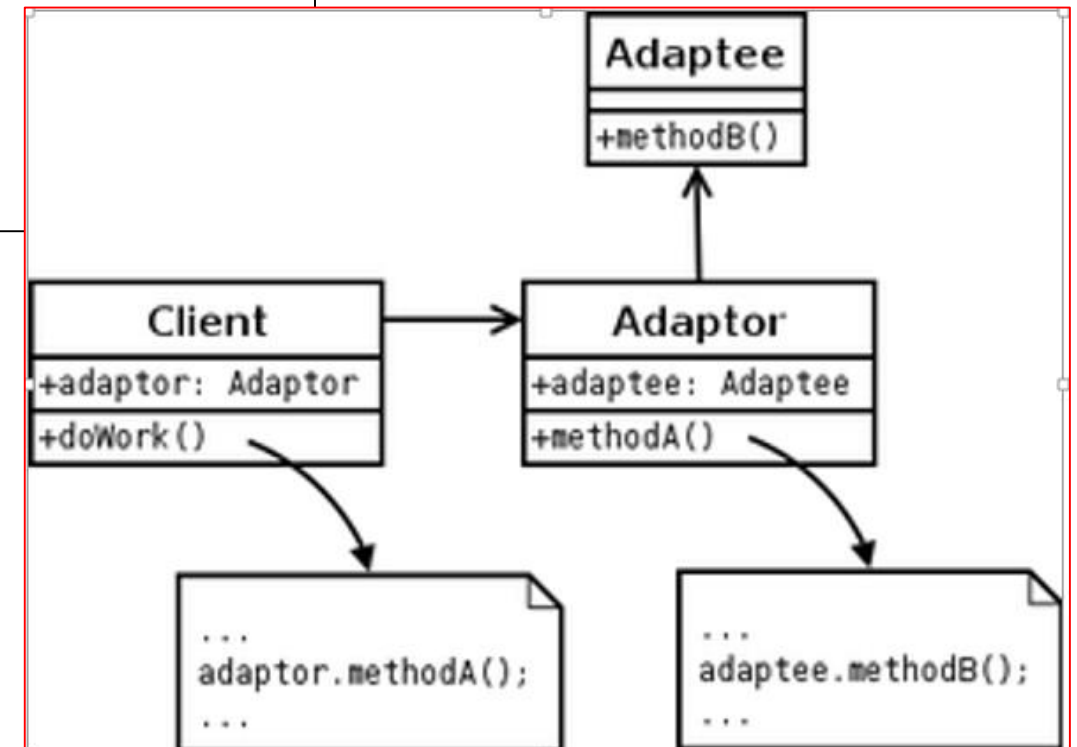 Adaptee
+methodB()
Client
+adaptor: Adaptor
+doWork()
Adaptor
+adaptee: Adaptee
+methodA()
...
adaptor.methodA();
...
...
adaptee.methodB();
...